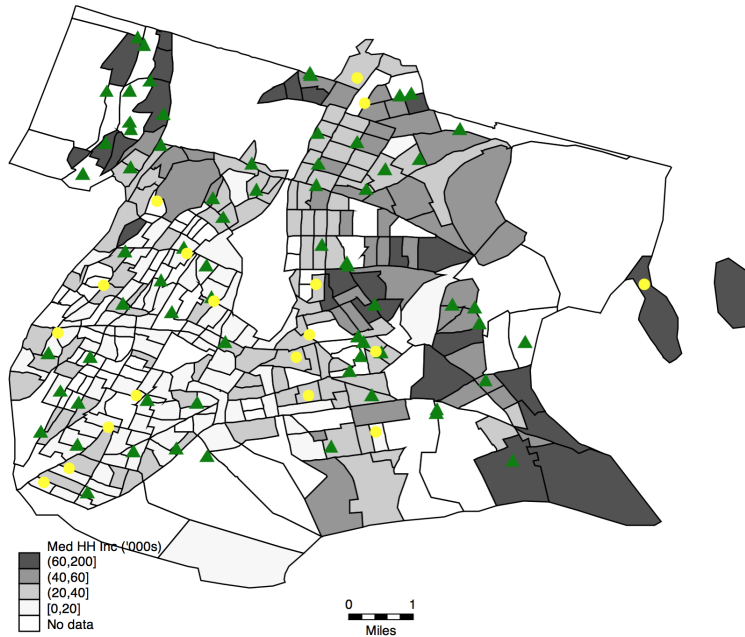 Med HH Inc ('000s)
(60,200]
(40,60]
(20,40]
[0,20]
No data
0 1
Miles